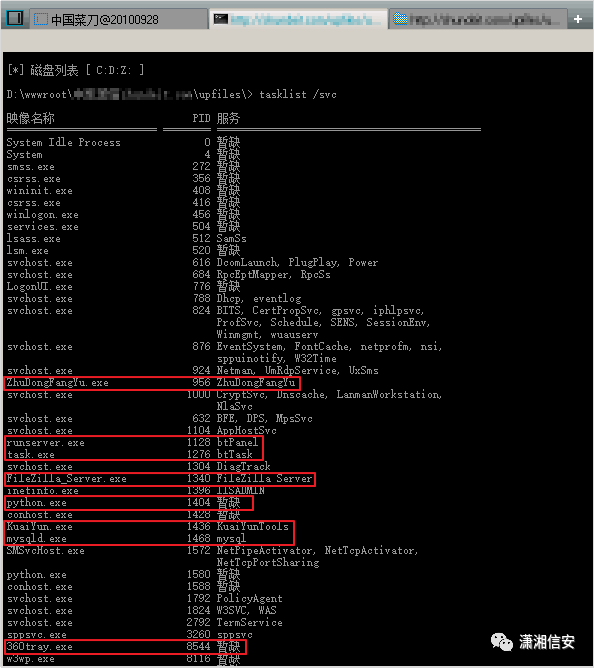 中国菜刀@20100928
[*] 磁盘列表 [ C:D:Z: ]
D:\wwwroot\ \upfiles\> tasklist /svc
映像名称 PID 服务
System Idle Process 0 暂缺
System 4 暂缺
smss.exe 272 暂缺
csrss.exe 356 暂缺
wininit.exe 408 暂缺
csrss.exe 416 暂缺
winlogon.exe 456 暂缺
services.exe 504 暂缺
lsass.exe 512 SamSs
lsm.exe 520 暂缺
svchost.exe 616 DcomLaunch, PlugPlay, Power
svchost.exe 684 RpcEptMapper, RpcSs
LogonUI.exe 776 暂缺
svchost.exe 788 Dhcp, eventlog
svchost.exe 824 BITS, CertPropSvc, gpsvc, iphlpsvc,
ProfSvc, Schedule, SENS, SessionEnv,
Winmgmt, wuauserv
svchost.exe 876 EventSystem, FontCache, netprofm, nsi,
sppuinotify, W32Time
svchost.exe 924 Netman, UmRdpService, UxSms
ZhuDongFangYu.exe 956 ZhuDongFangYu
svchost.exe 1000 CryptSvc, Dnscache, LanmanWorkstation,
NlaSvc
svchost.exe 632 BFE, DPS, MpsSvc
svchost.exe 1104 AppHostSvc
runserver.exe 1128 btPanel
task.exe 1276 btTask
svchost.exe 1304 DiagTrack
FileZilla_Server.exe 1340 FileZilla Server
inetinfo.exe 1396 IISADMIN
python.exe 1404 暂缺
conhost.exe 1428 暂缺
KuaiYun.exe 1436 KuaiYunTools
mysqld.exe 1468 mysql
SMSvcHost.exe 1572 NetPipeActivator, NetTcpActivator,
NetTcpPortSharing
python.exe 1580 暂缺
conhost.exe 1588 暂缺
svchost.exe 1792 PolicyAgent
svchost.exe 1824 W3SVC, WAS
svchost.exe 2792 TermService
sppsvc.exe 3260 sppsvc
360tray.exe 8544 暂缺
w3wp.exe 8116 暂缺
潇湘信安